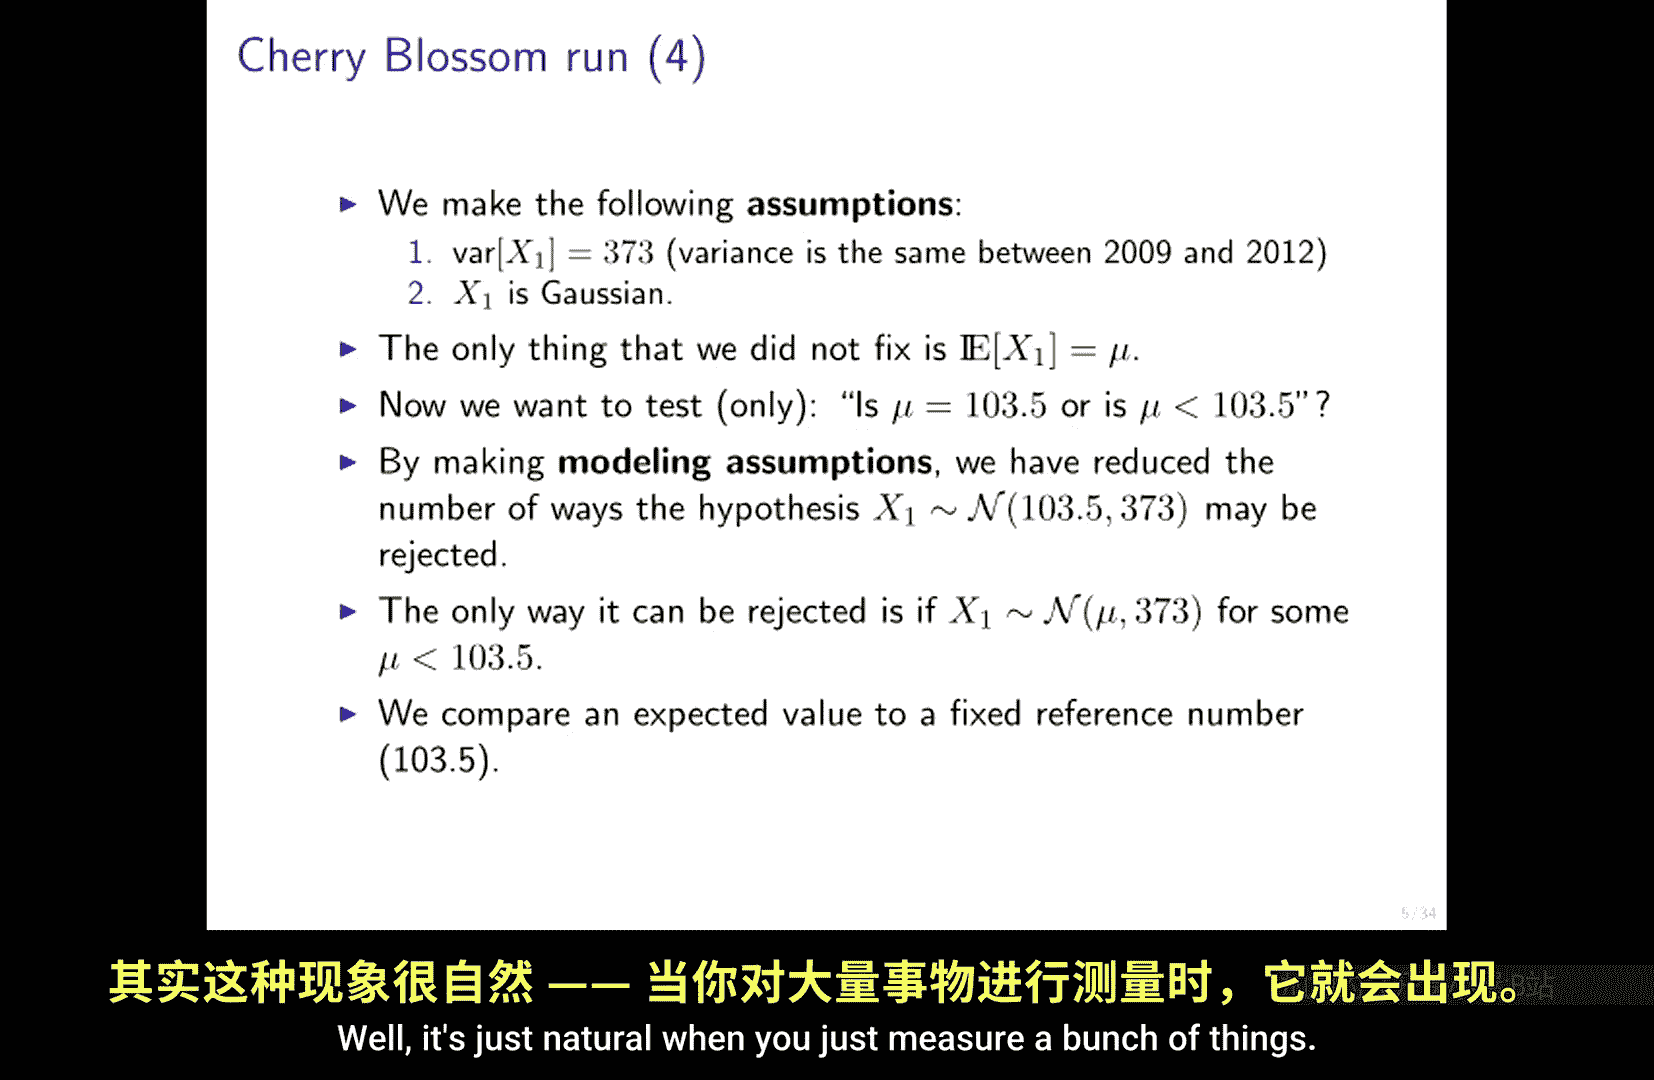 Cherry Blossom run (4)
▶ We make the following assumptions:
1. var[X₁] = 373 (variance is the same between 2009 and 2012)
2. X₁ is Gaussian.
▶ The only thing that we did not fix is 𝔼[X₁] = μ.
▶ Now we want to test (only): “Is μ = 103.5 or is μ < 103.5”?
▶ By making modeling assumptions, we have reduced the
number of ways the hypothesis X₁ ∼ 𝒩(103.5, 373) may be
rejected.
▶ The only way it can be rejected is if X₁ ∼ 𝒩(μ, 373) for some
μ < 103.5.
▶ We compare an expected value to a fixed reference number
(103.5).
5/34
其实这种现象很自然 —— 当你对大量事物进行测量时，它就会出现。
B站
Well, it's just natural when you just measure a bunch of things.